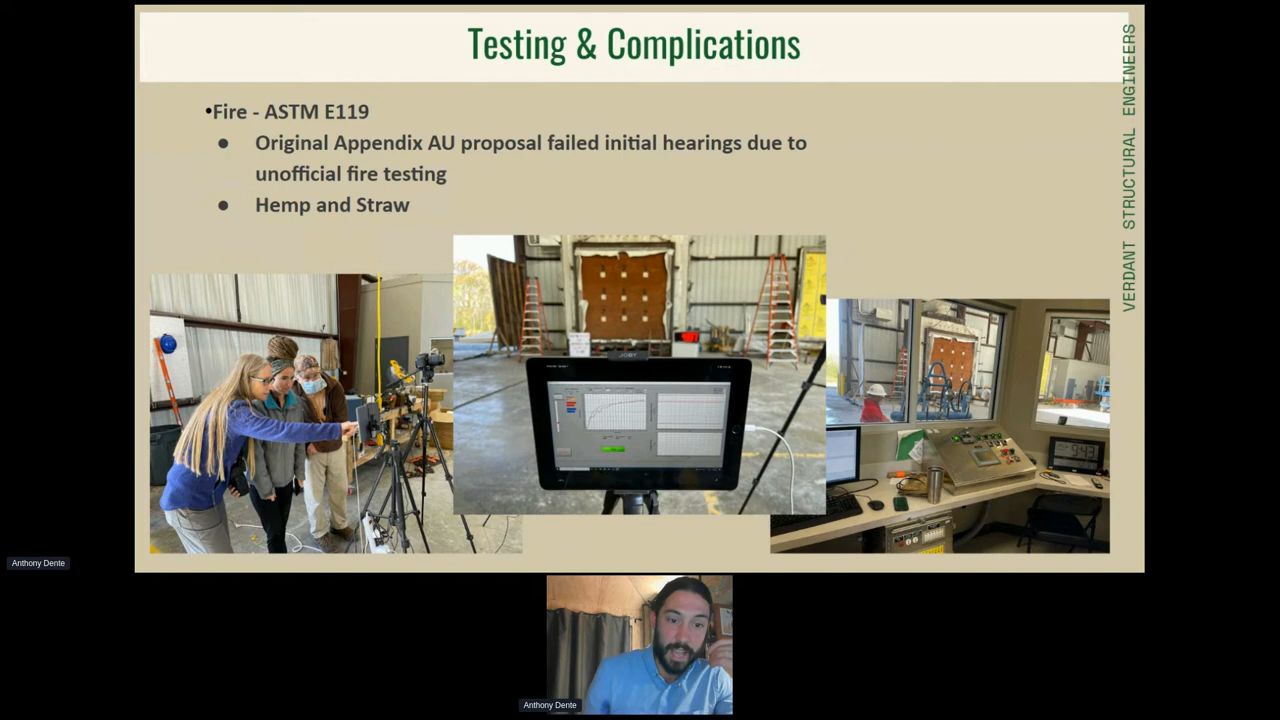 Testing & Complications
•Fire - ASTM E119
● Original Appendix AU proposal failed initial hearings due to
unofficial fire testing
● Hemp and Straw
VERDANT STRUCTURAL ENGINEERS
JOBY
Anthony Dente
Anthony Dente